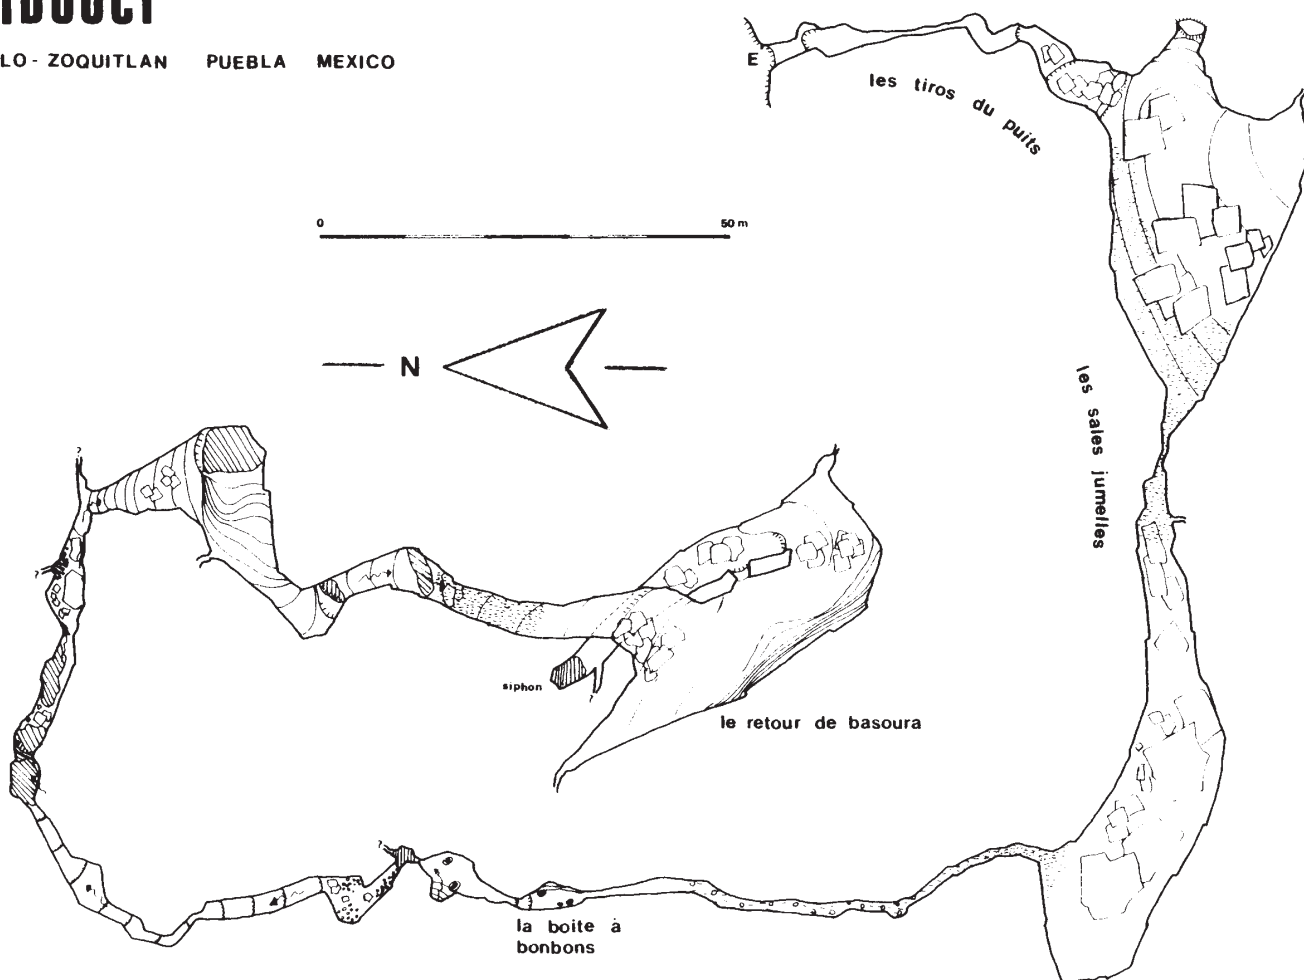 LO - ZOQUITLAN PUEBLA MEXICO
E
les tiros du puits
0 50 m
N
les sales jumelles
?
?
siphon
?
le retour de basoura
?
la boite à
bonbons